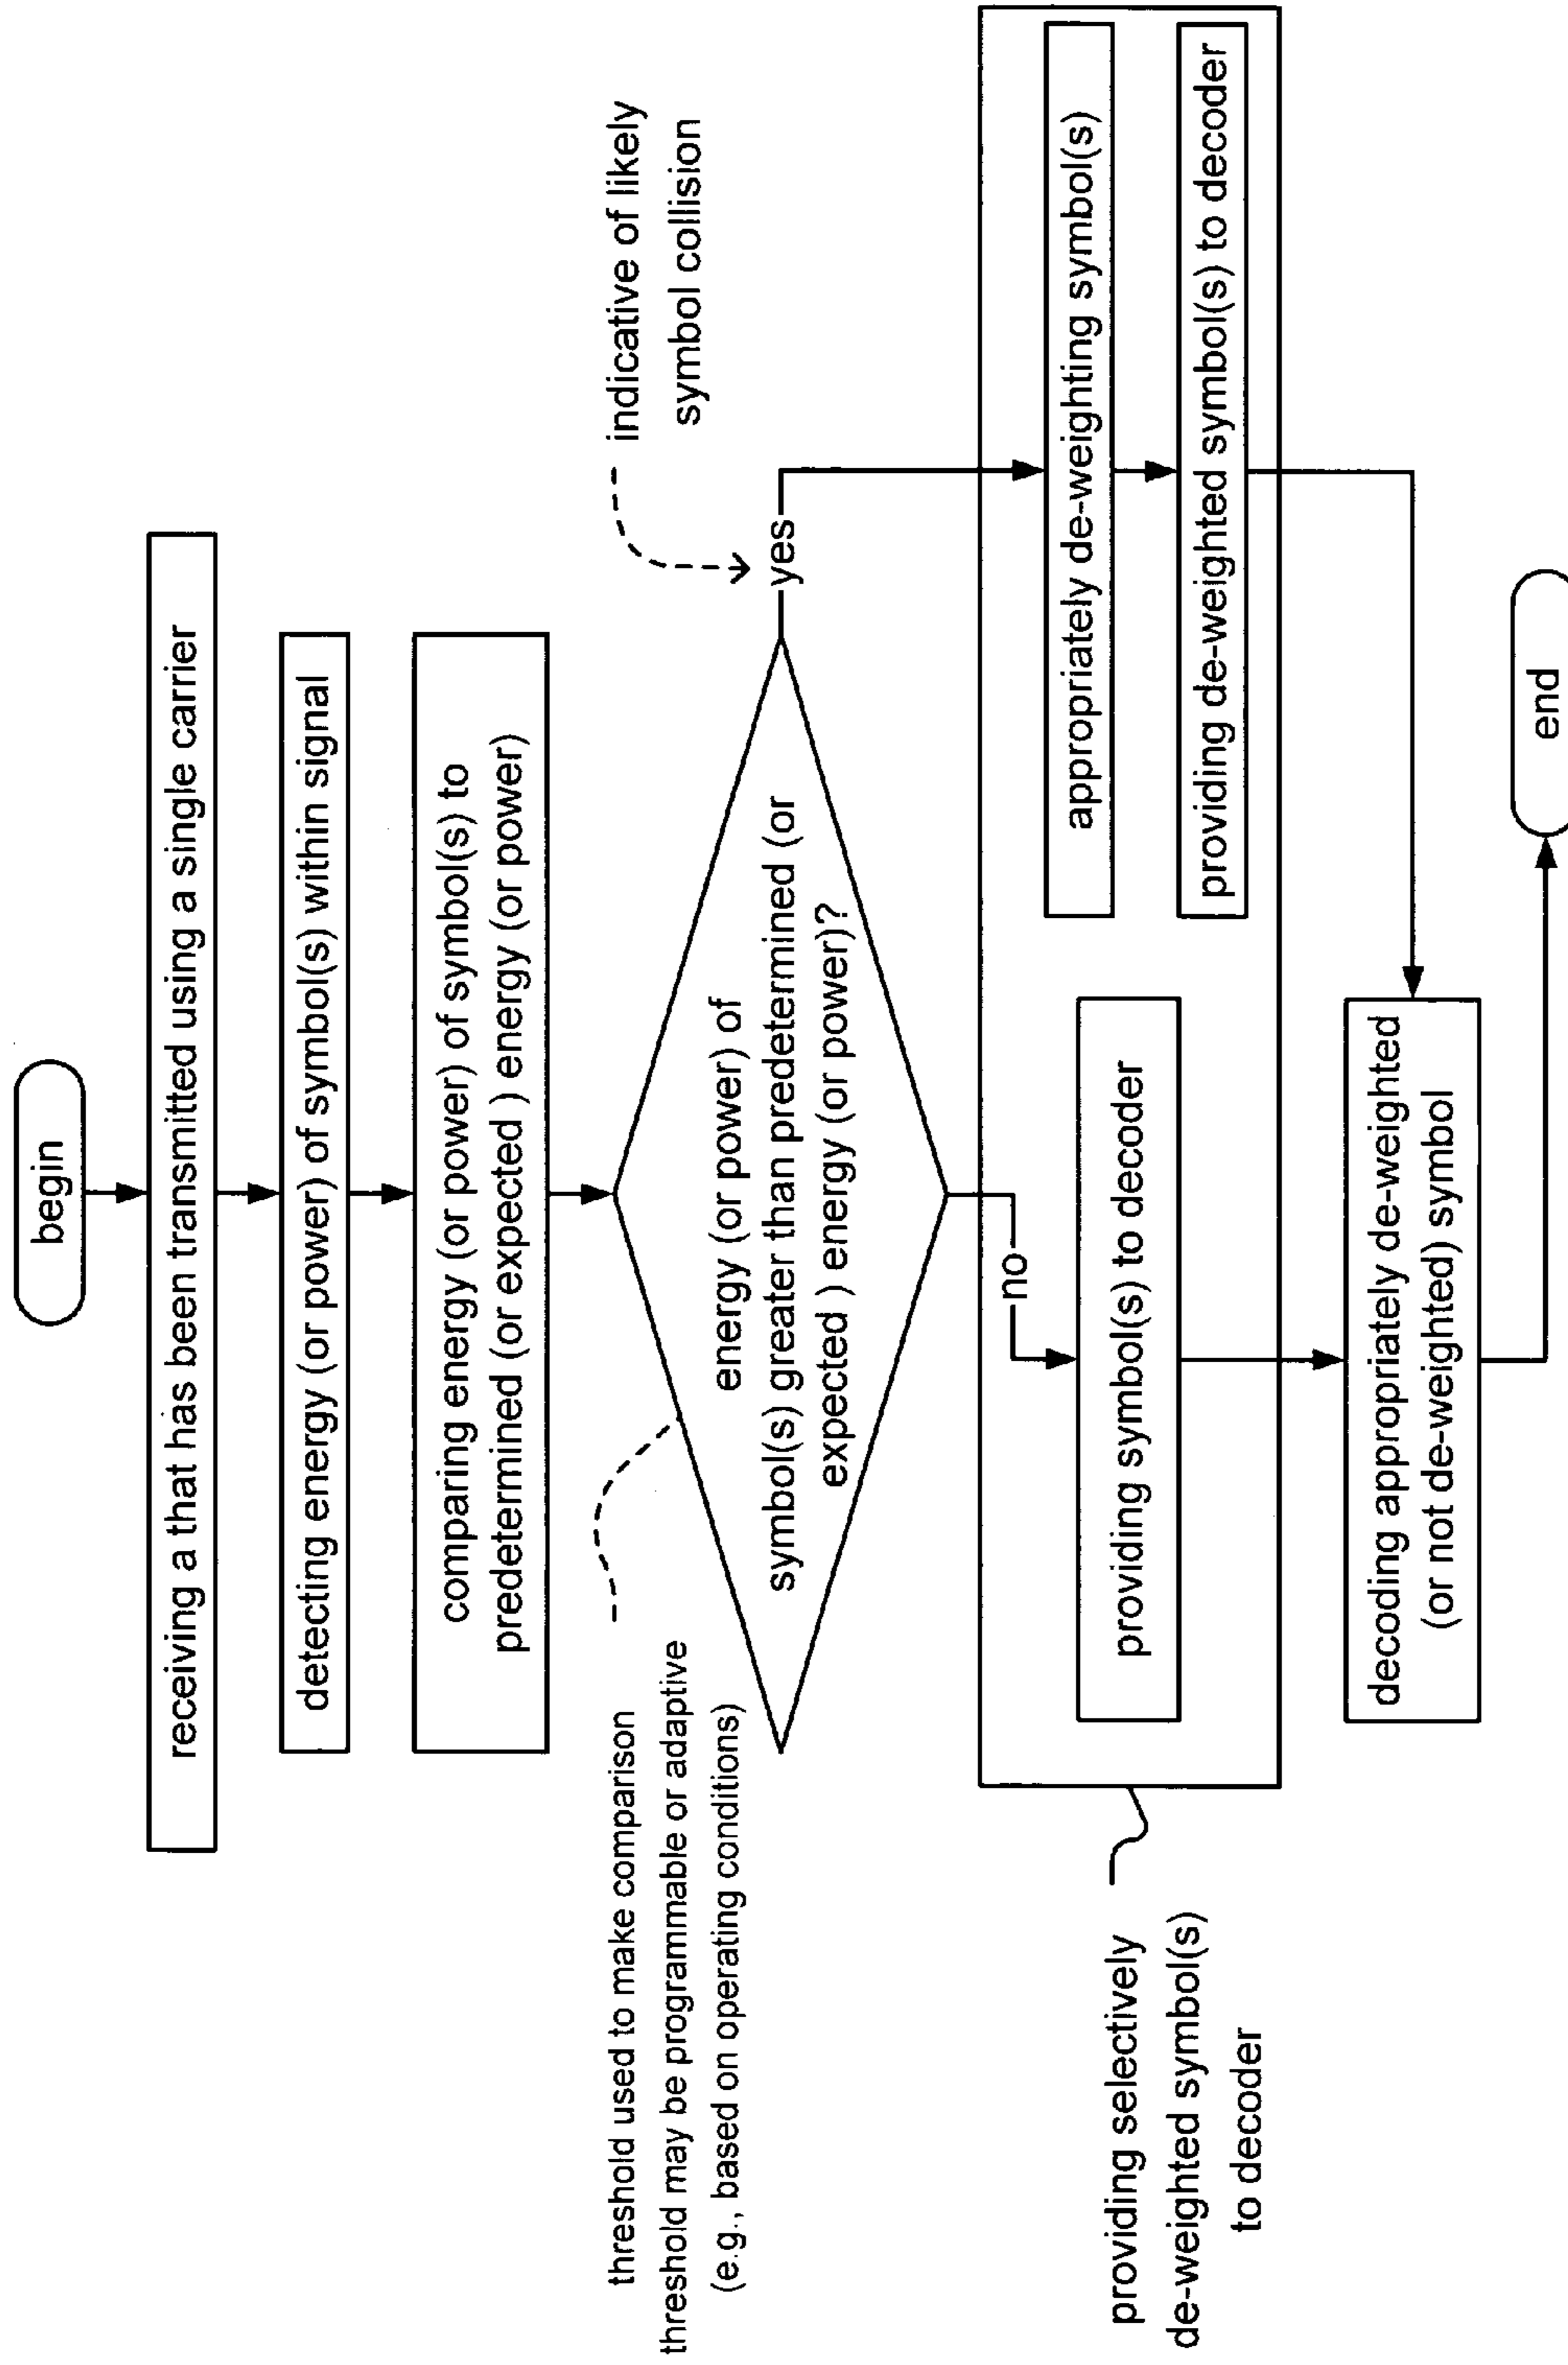 begin
receiving a that has been transmitted using a single carrier
detecting energy (or power) of symbol(s) within signal
comparing energy (or power) of symbol(s) to
predetermined (or expected ) energy (or power)
threshold used to make comparison
threshold may be programmable or adaptive
(e.g., based on operating conditions)
energy (or power) of
symbol(s) greater than predetermined (or
expected ) energy (or power)?
indicative of likely
symbol collision
yes
no
providing selectively
de-weighted symbol(s)
to decoder
providing symbol(s) to decoder
appropriately de-weighting symbol(s)
providing de-weighted symbol(s) to decoder
decoding appropriately de-weighted
(or not de-weighted) symbol
end